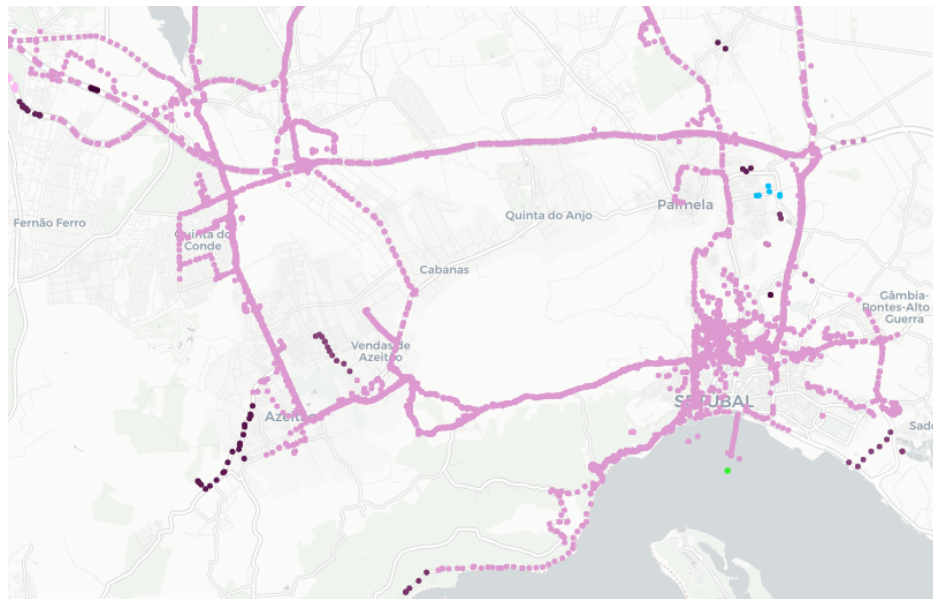 Palmela
Fernão Ferro
Quinta do Anjo
Quinta do
Conde
Cabanas
Gâmbia-
Pontes-Alto
Guerra
Vendas de
Azeitão
SETÚBAL
Azeitão
Sado